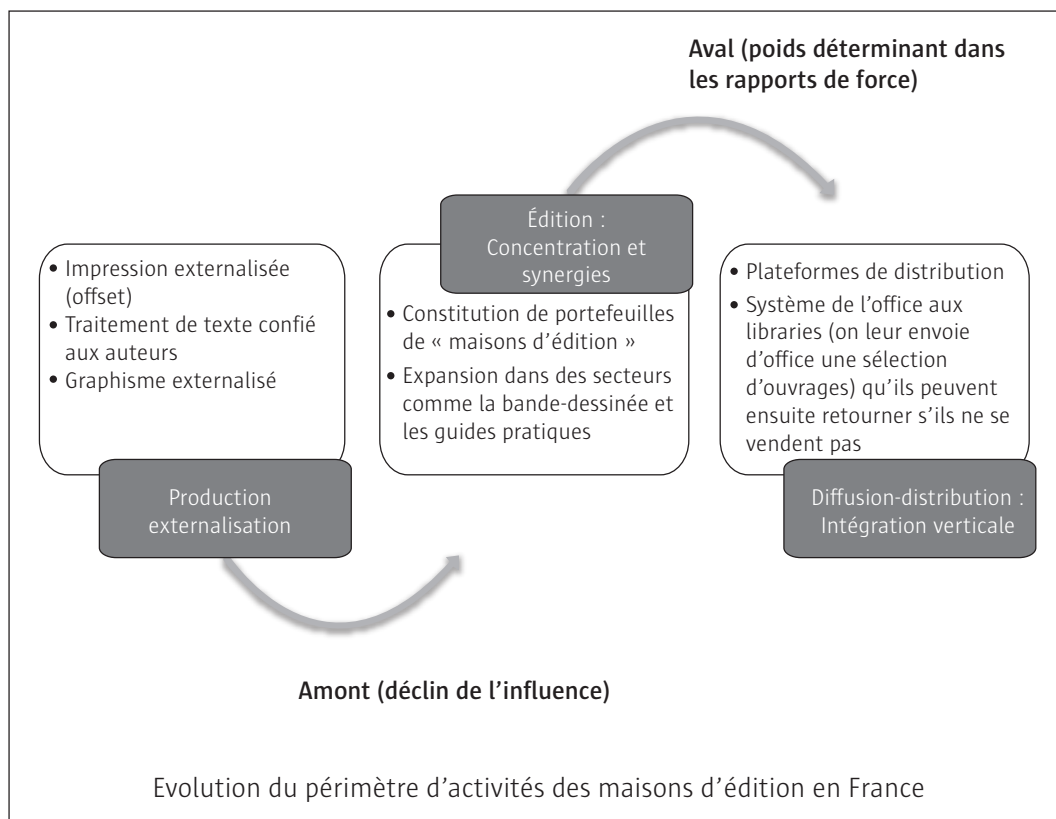 Aval (poids déterminant dans
les rapports de force)
• Impression externalisée
(offset)
• Traitement de texte confié
aux auteurs
• Graphisme externalisé
Production
externalisation
Édition :
Concentration et
synergies
• Constitution de portefeuilles
de « maisons d’édition »
• Expansion dans des secteurs
comme la bande-dessinée et
les guides pratiques
• Plateformes de distribution
• Système de l’office aux
libraries (on leur envoie
d’office une sélection
d’ouvrages) qu’ils peuvent
ensuite retourner s’ils ne se
vendent pas
Diffusion-distribution :
Intégration verticale
Amont (déclin de l’influence)
Evolution du périmètre d’activités des maisons d’édition en France